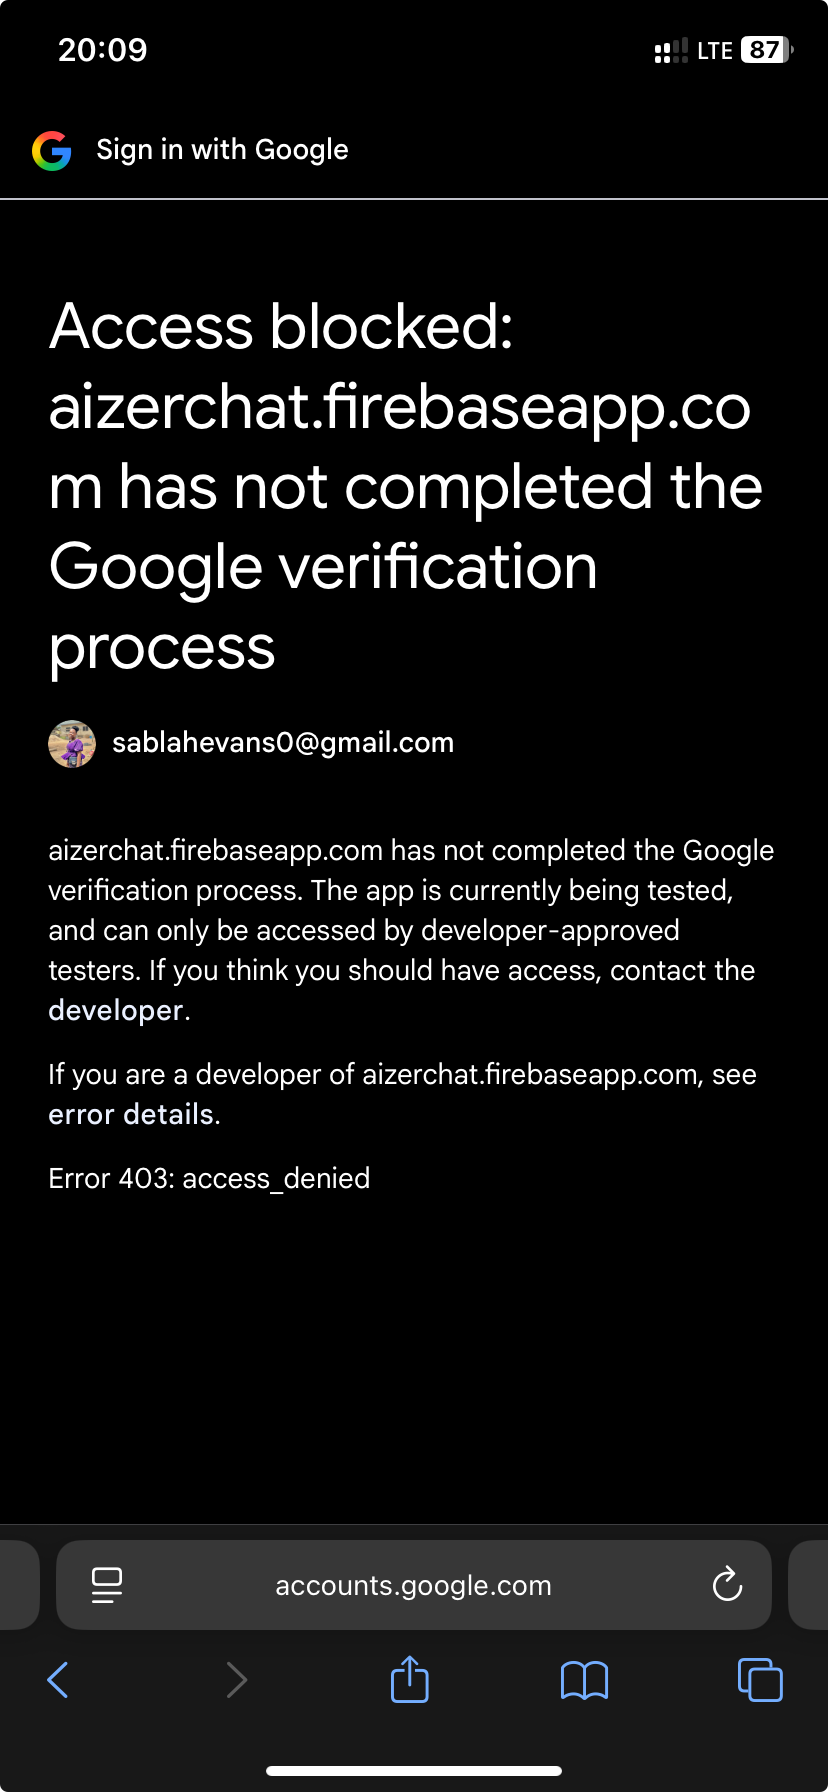 20:09
LTE 87
Sign in with Google
Access blocked:
aizerchat.firebaseapp.co
m has not completed the
Google verification
process
sablahevans0@gmail.com
aizerchat.firebaseapp.com has not completed the Google
verification process. The app is currently being tested,
and can only be accessed by developer-approved
testers. If you think you should have access, contact the
developer.
If you are a developer of aizerchat.firebaseapp.com, see
error details.
Error 403: access_denied
accounts.google.com